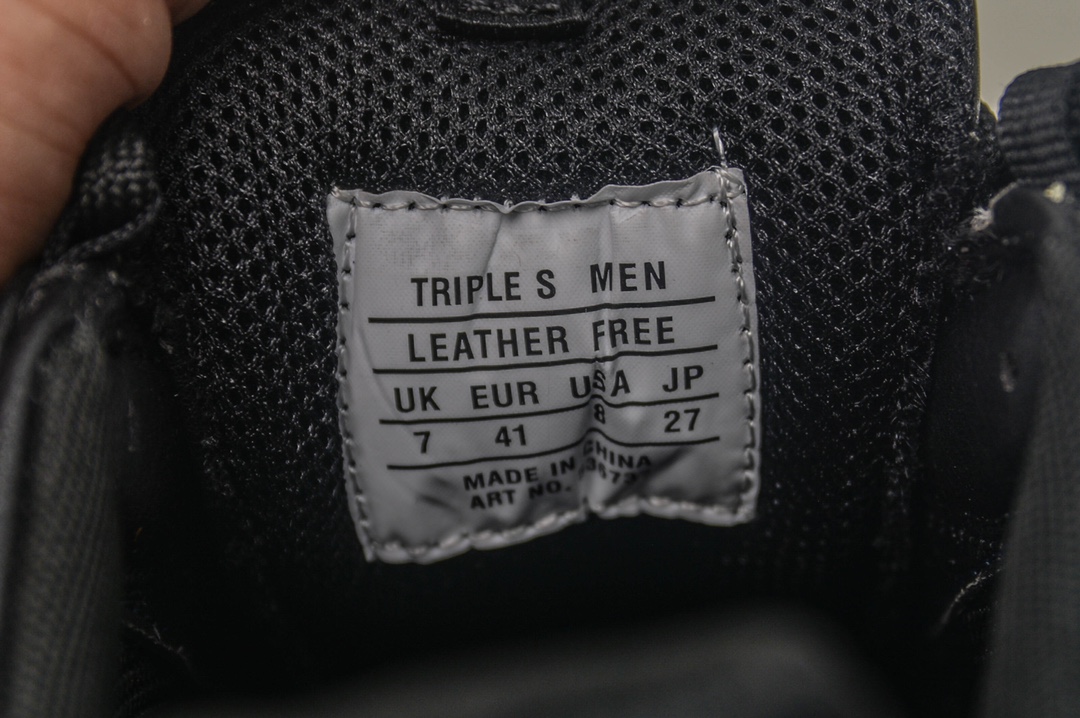 TRIPLE S MEN
LEATHER FREE
UK EUR USA JP
7 41 8 27
MADE IN CHINA
ART NO.